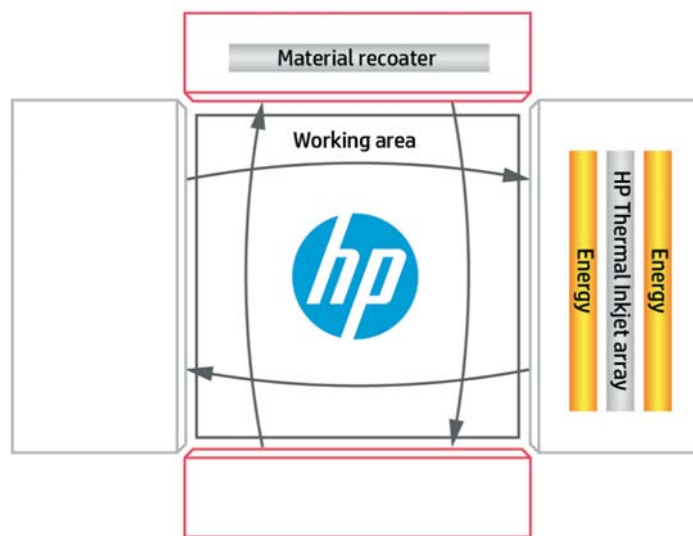 Material recoater
Working area
hp
Energy
HP Thermal Inkjet array
Energy